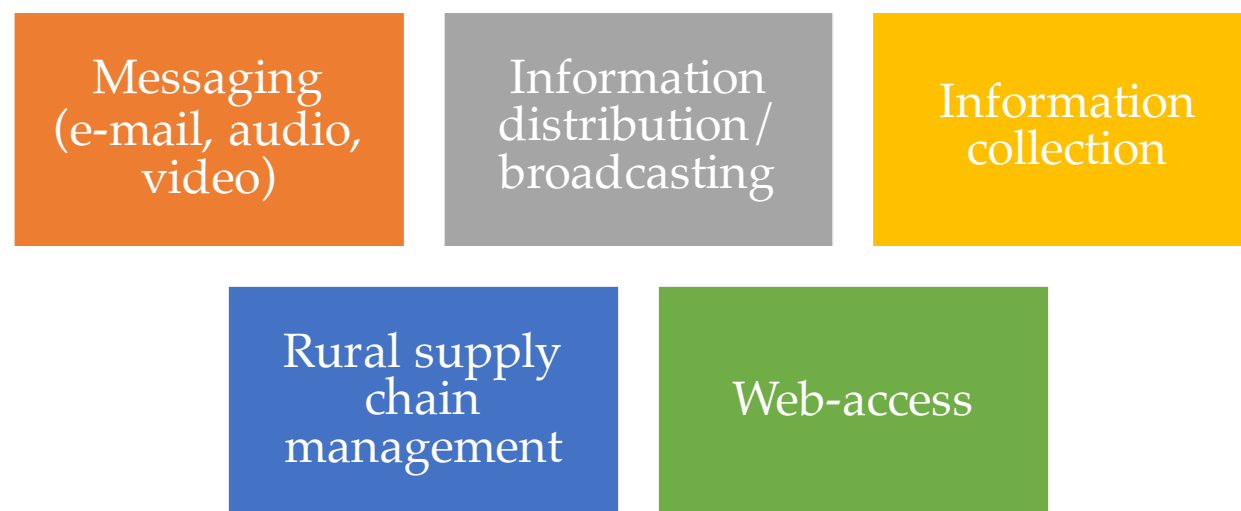 Messaging
(e-mail, audio,
video)
Information
distribution/
broadcasting
Information
collection
Rural supply
chain
management
Web-access